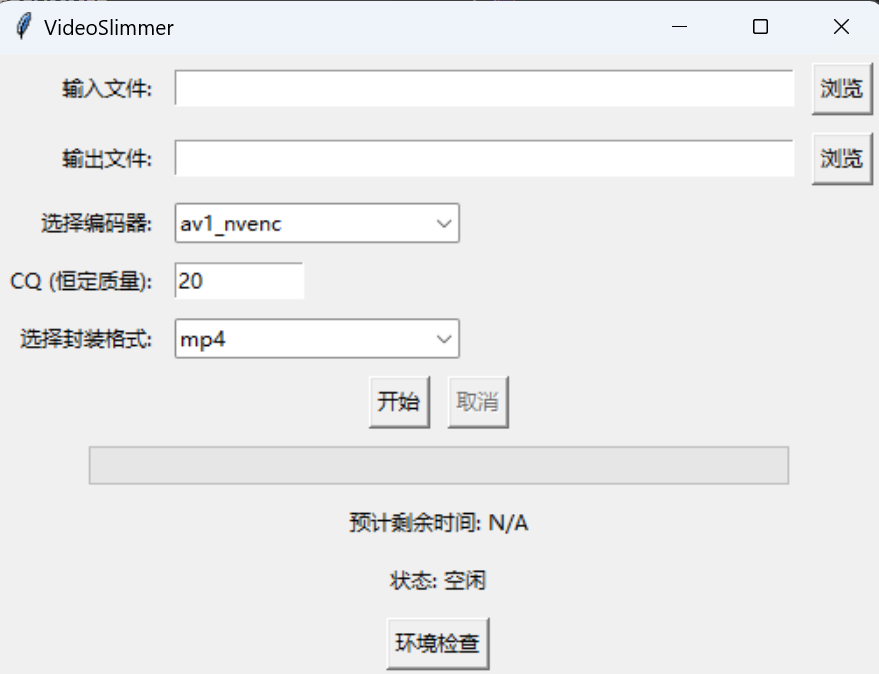 VideoSlimmer
输入文件: 浏览
输出文件: 浏览
选择编码器: av1_nvenc
CQ (恒定质量): 20
选择封装格式: mp4
开始 取消
预计剩余时间: N/A
状态: 空闲
环境检查